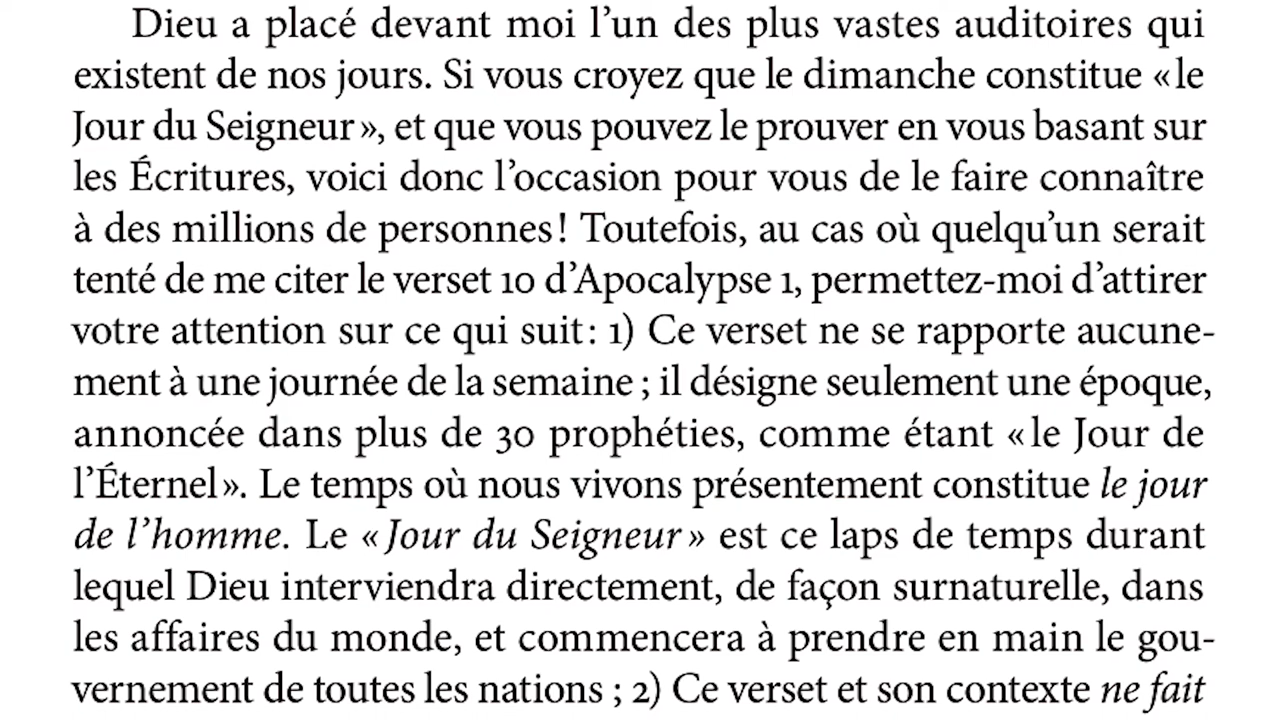 Dieu a placé devant moi l’un des plus vastes auditoires qui
existent de nos jours. Si vous croyez que le dimanche constitue « le
Jour du Seigneur », et que vous pouvez le prouver en vous basant sur
les Écritures, voici donc l’occasion pour vous de le faire connaître
à des millions de personnes ! Toutefois, au cas où quelqu’un serait
tenté de me citer le verset 10 d’Apocalypse 1, permettez-moi d’attirer
votre attention sur ce qui suit : 1) Ce verset ne se rapporte aucune-
ment à une journée de la semaine ; il désigne seulement une époque,
annoncée dans plus de 30 prophéties, comme étant « le Jour de
l’Éternel ». Le temps où nous vivons présentement constitue le jour
de l’homme. Le « Jour du Seigneur » est ce laps de temps durant
lequel Dieu interviendra directement, de façon surnaturelle, dans
les affaires du monde, et commencera à prendre en main le gou-
vernement de toutes les nations ; 2) Ce verset et son contexte ne fait